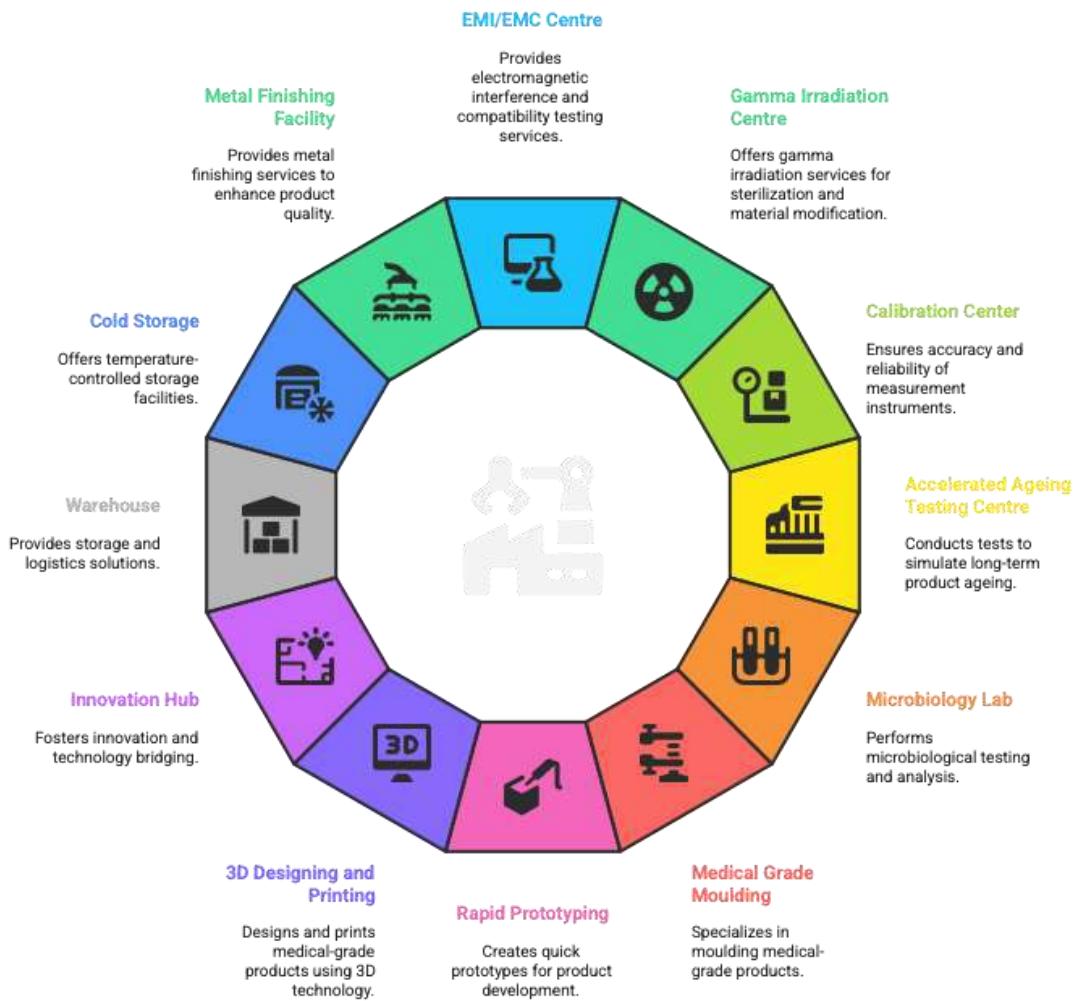 EMI/EMC Centre
Provides
electromagnetic
interference and
compatibility testing
services.
Gamma Irradiation
Centre
Offers gamma
irradiation services for
sterilization and
material modification.
Calibration Center
Ensures accuracy and
reliability of
measurement
instruments.
Accelerated Ageing
Testing Centre
Conducts tests to
simulate long-term
product ageing.
Microbiology Lab
Performs
microbiological testing
and analysis.
Medical Grade
Moulding
Specializes in
moulding medical-
grade products.
Rapid Prototyping
Creates quick
prototypes for product
development.
3D Designing and
Printing
Designs and prints
medical-grade
products using 3D
technology.
3D
Innovation Hub
Fosters innovation and
technology bridging.
Warehouse
Provides storage and
logistics solutions.
Cold Storage
Offers temperature-
controlled storage
facilities.
Metal Finishing
Facility
Provides metal
finishing services to
enhance product
quality.